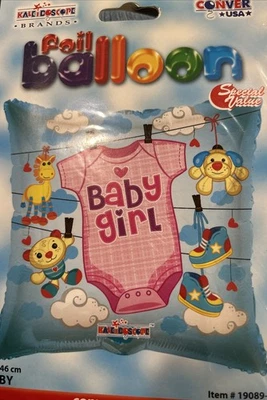 KALEIDOSCOPE
BRANDS
CONVER
USA
Foil
balloon
Special
Value
BABY
GIRL
KALEIDOSCOPE
46 cm
BY
Item # 19089-